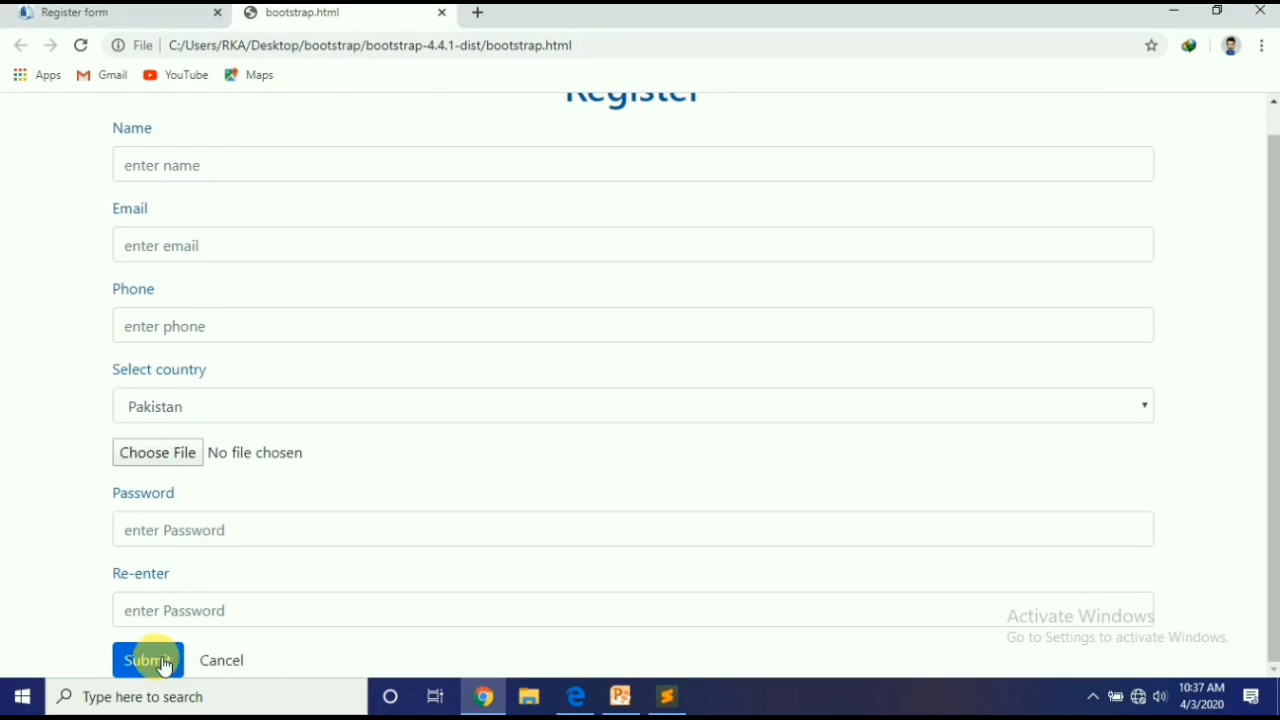 Register form
bootstrap.html
File C:/Users/RKA/Desktop/bootstrap/bootstrap-4.4.1-dist/bootstrap.html
Apps Gmail YouTube Maps
Register
Name
enter name
Email
enter email
Phone
enter phone
Select country
Pakistan
Choose File No file chosen
Password
enter Password
Re-enter
enter Password
Activate Windows
Go to Settings to activate Windows.
Submit Cancel
Type here to search
10:37 AM
4/3/2020